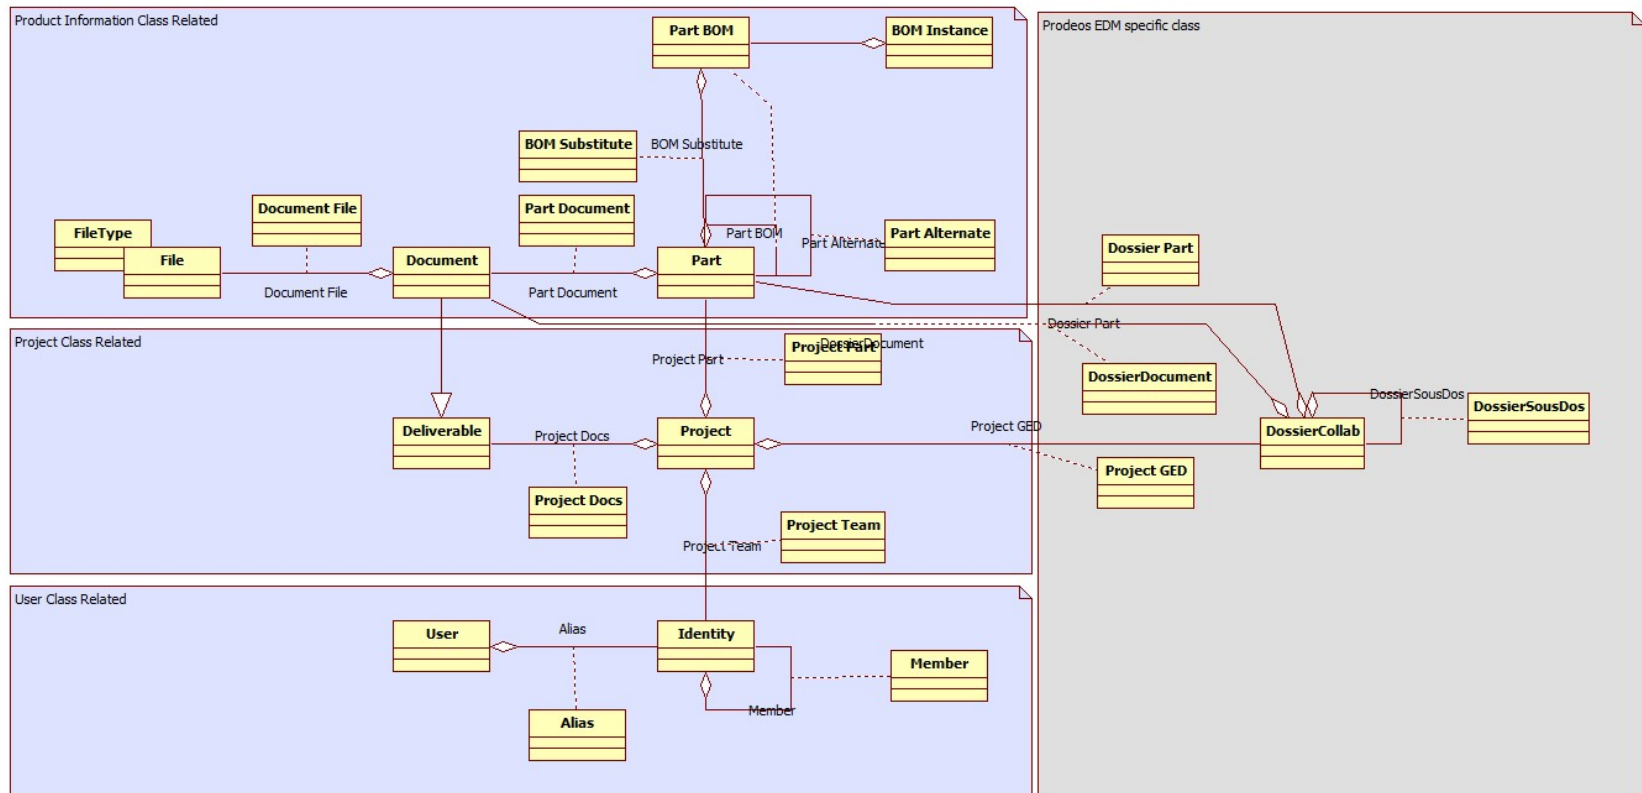 Product Information Class Related
Part BOM
BOM Instance
Prodeos EDM specific class
BOM Substitute
BOM Substitute
Document File
Part Document
FileType
File
Document
Part
Part BOM
Part Alternate
Part Alternate
Dossier Part
Document File
Part Document
Dossier Part
Project Class Related
Project Part
Project Part
DossierDocument
DossierDocument
DossierSousDos
DossierSousDos
Deliverable
Project Docs
Project
Project GED
DossierCollab
Project GED
Project Docs
Project Team
Project Team
User Class Related
User
Alias
Identity
Member
Member
Alias